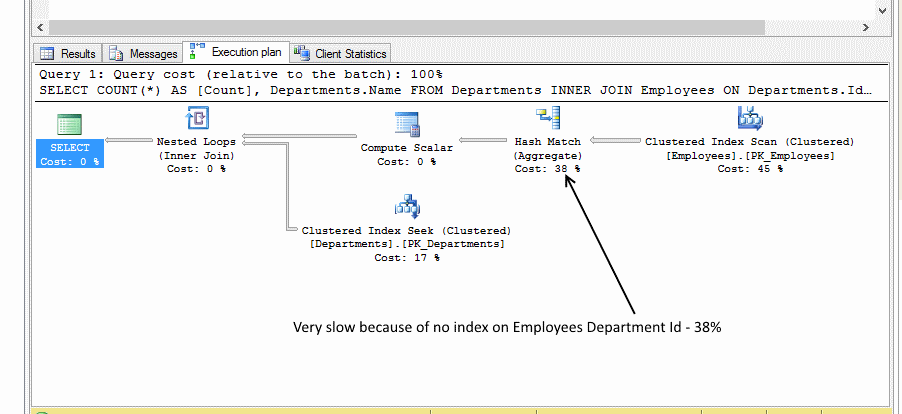 Results Messages Execution plan Client Statistics
Query 1: Query cost (relative to the batch): 100%
SELECT COUNT(*) AS [Count], Departments.Name FROM Departments INNER JOIN Employees ON Departments.Id…
SELECT
Cost: 0 %
Nested Loops
(Inner Join)
Cost: 0 %
Compute Scalar
Cost: 0 %
Hash Match
(Aggregate)
Cost: 38 %
Clustered Index Scan (Clustered)
[Employees].[PK_Employees]
Cost: 45 %
Clustered Index Seek (Clustered)
[Departments].[PK_Departments]
Cost: 17 %
Very slow because of no index on Employees Department Id - 38%